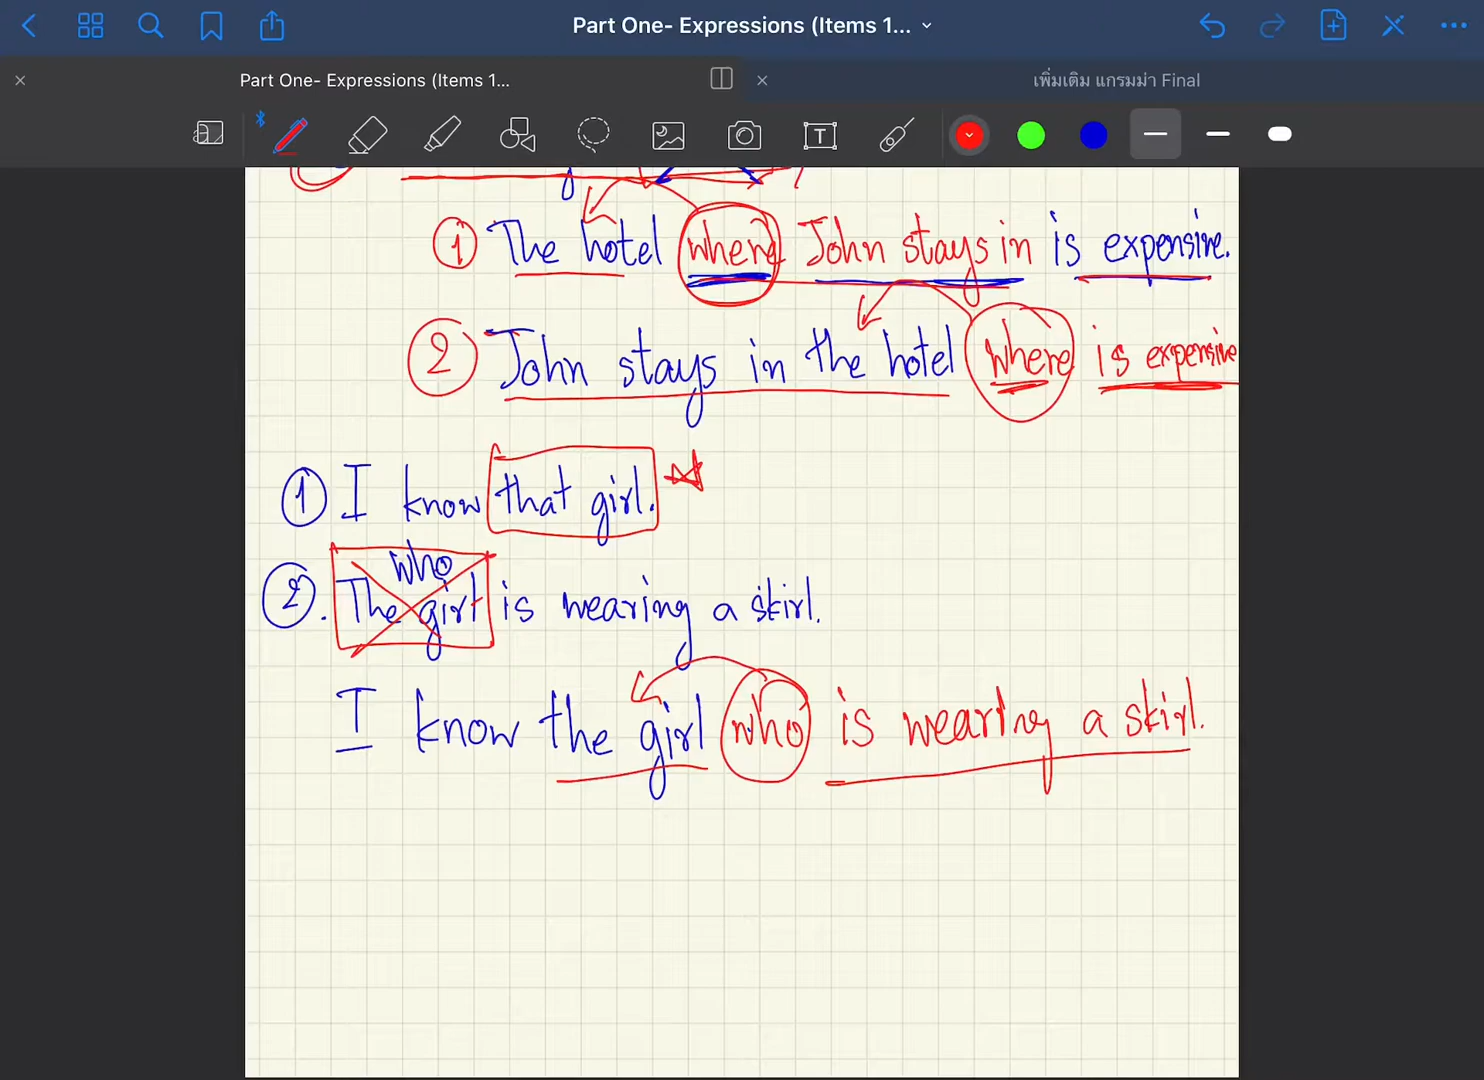 Part One- Expressions (Items 1...
Part One- Expressions (Items 1...
เพิ่มเติม แกรมม่า Final
T
① The hotel where John stays in is expensive.
② John stays in the hotel where is expensive
① I know that girl.
who
②. The girl is wearing a skirl.
I know the girl who is wearing a skirl.